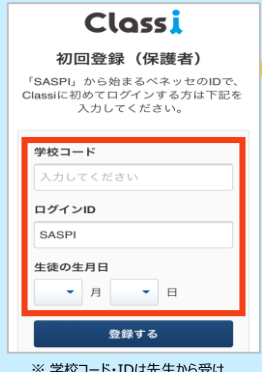 Classi
初回登録（保護者）
「SASPI」から始まるベネッセのIDで、
Classiに初めてログインする方は下記を
入力してください。
学校コード
入力してください
ログインID
SASPI
生徒の生月日
月 日
登録する
※ 学校コード・IDは先生から受け